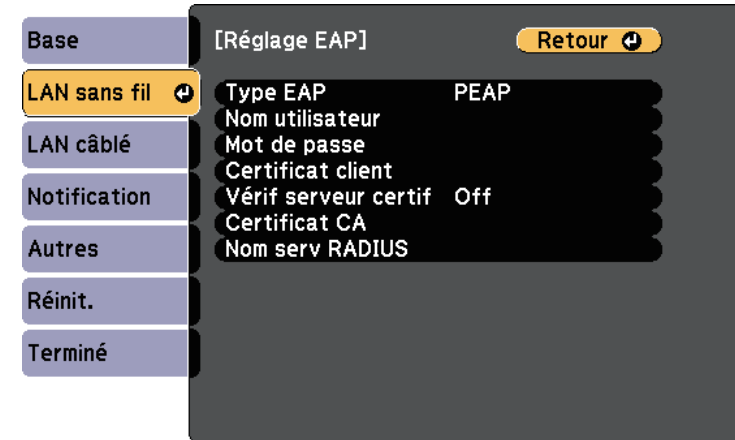 Base
LAN sans fil
LAN câblé
Notification
Autres
Réinit.
Terminé
[Réglage EAP] Retour
Type EAP PEAP
Nom utilisateur
Mot de passe
Certificat client
Vérif serveur certif Off
Certificat CA
Nom serv RADIUS